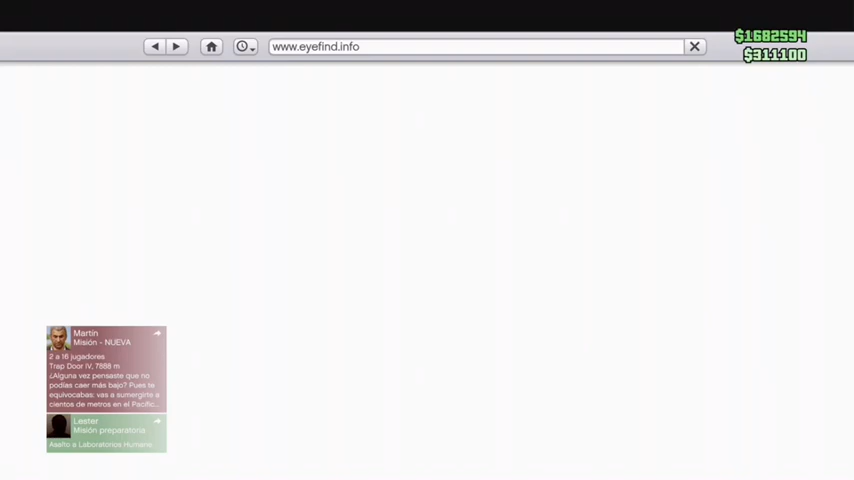 www.eyefind.info
$1682594
$311100
Martín
Misión - NUEVA
2 a 16 jugadores
Trap Door IV, 7888 m
¿Alguna vez pensaste que no
podías caer más bajo? Pues te
equivocabas: vas a sumergirte a
cientos de metros en el Pacífic...
Lester
Misión preparatoria
Asalto a Laboratorios Humane.